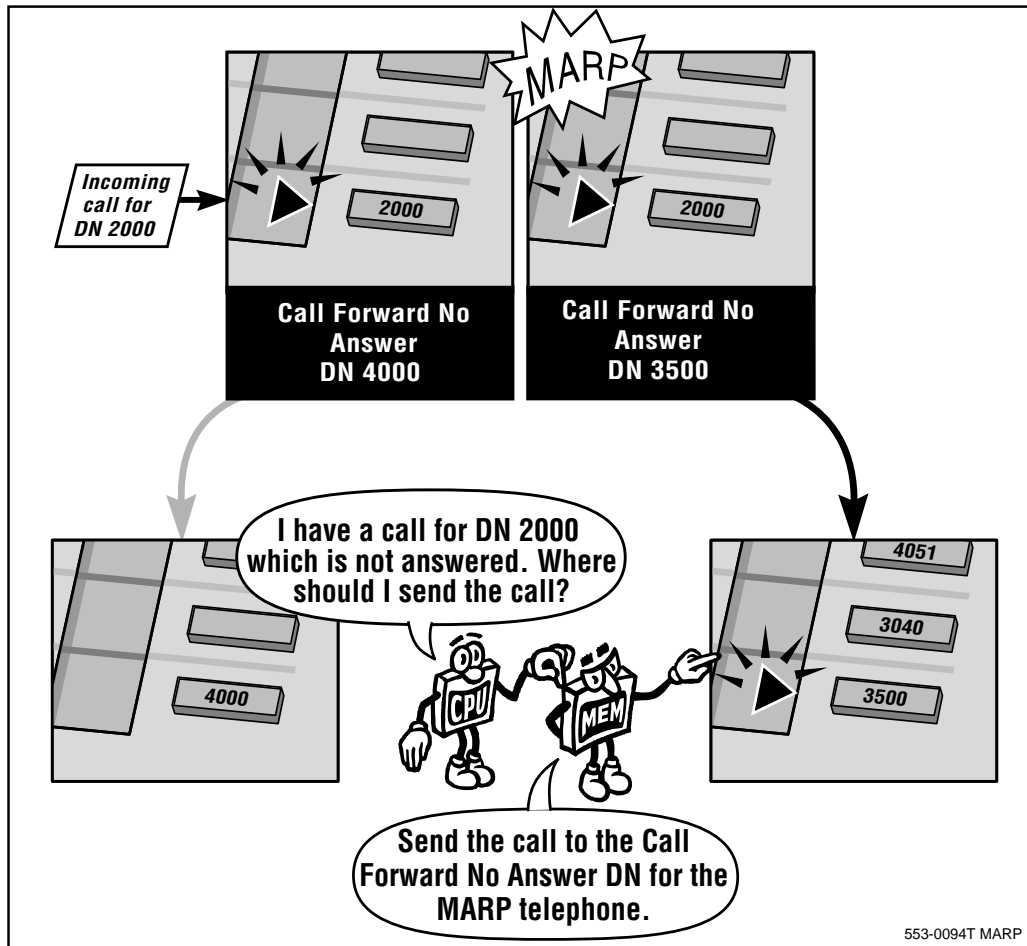 MARP
Incoming
call for
DN 2000
2000
2000
Call Forward No
Answer
DN 4000
Call Forward No
Answer
DN 3500
I have a call for DN 2000
which is not answered. Where
should I send the call?
4051
3040
3500
4000
CPU
MEM
Send the call to the Call
Forward No Answer DN for the
MARP telephone.
553-0094T MARP